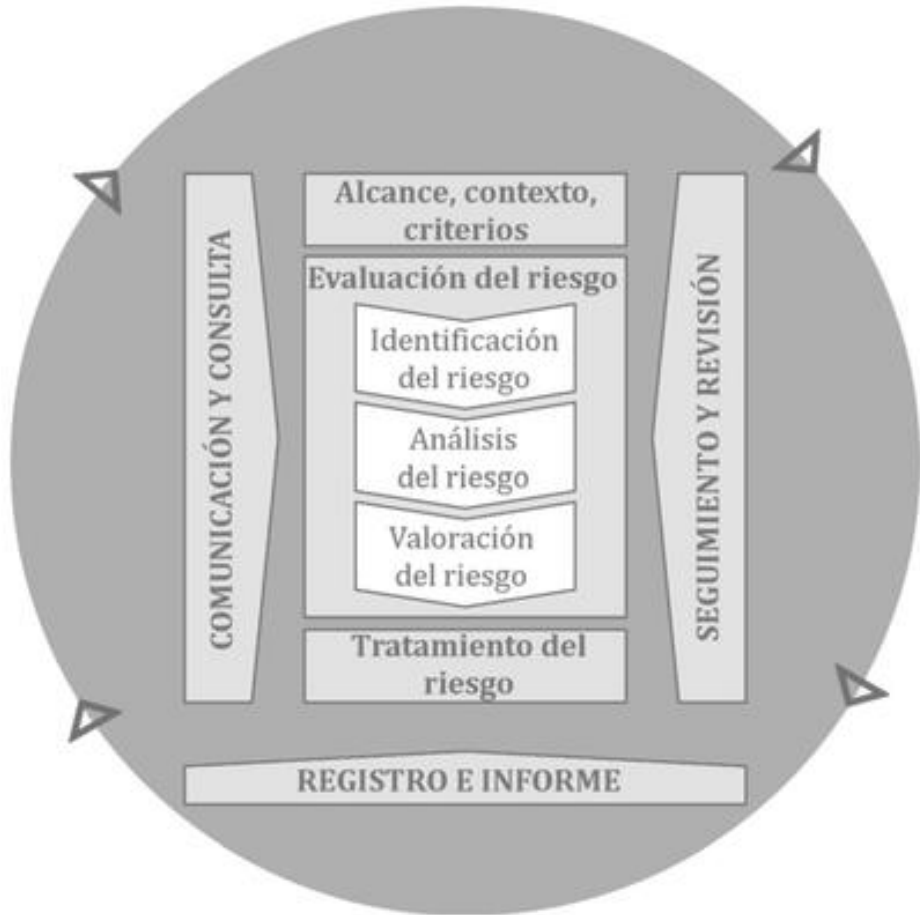 Alcance, contexto,
criterios
Evaluación del riesgo
Identificación
del riesgo
Análisis
del riesgo
Valoración
del riesgo
Tratamiento del
riesgo
COMUNICACIÓN Y CONSULTA
SEGUIMIENTO Y REVISIÓN
REGISTRO E INFORME